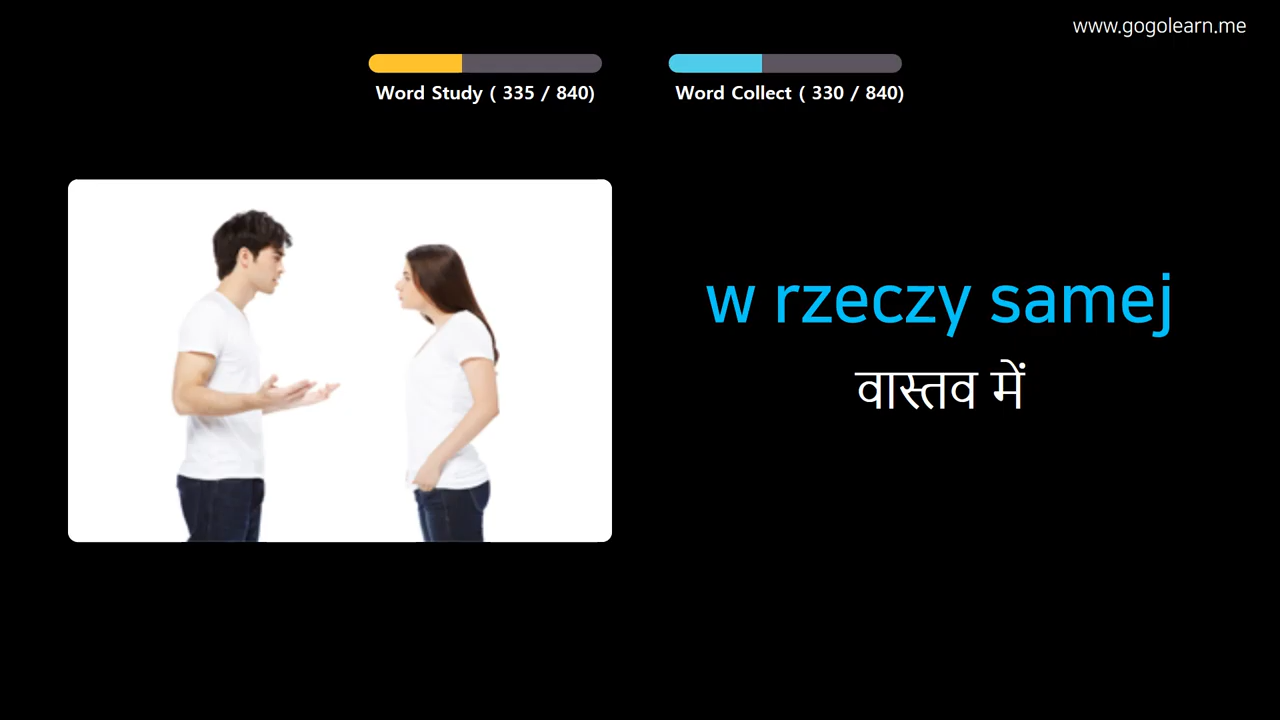 www.gogolearn.me
Word Study ( 335 / 840)
Word Collect ( 330 / 840)
w rzeczy samej
वास्तव में